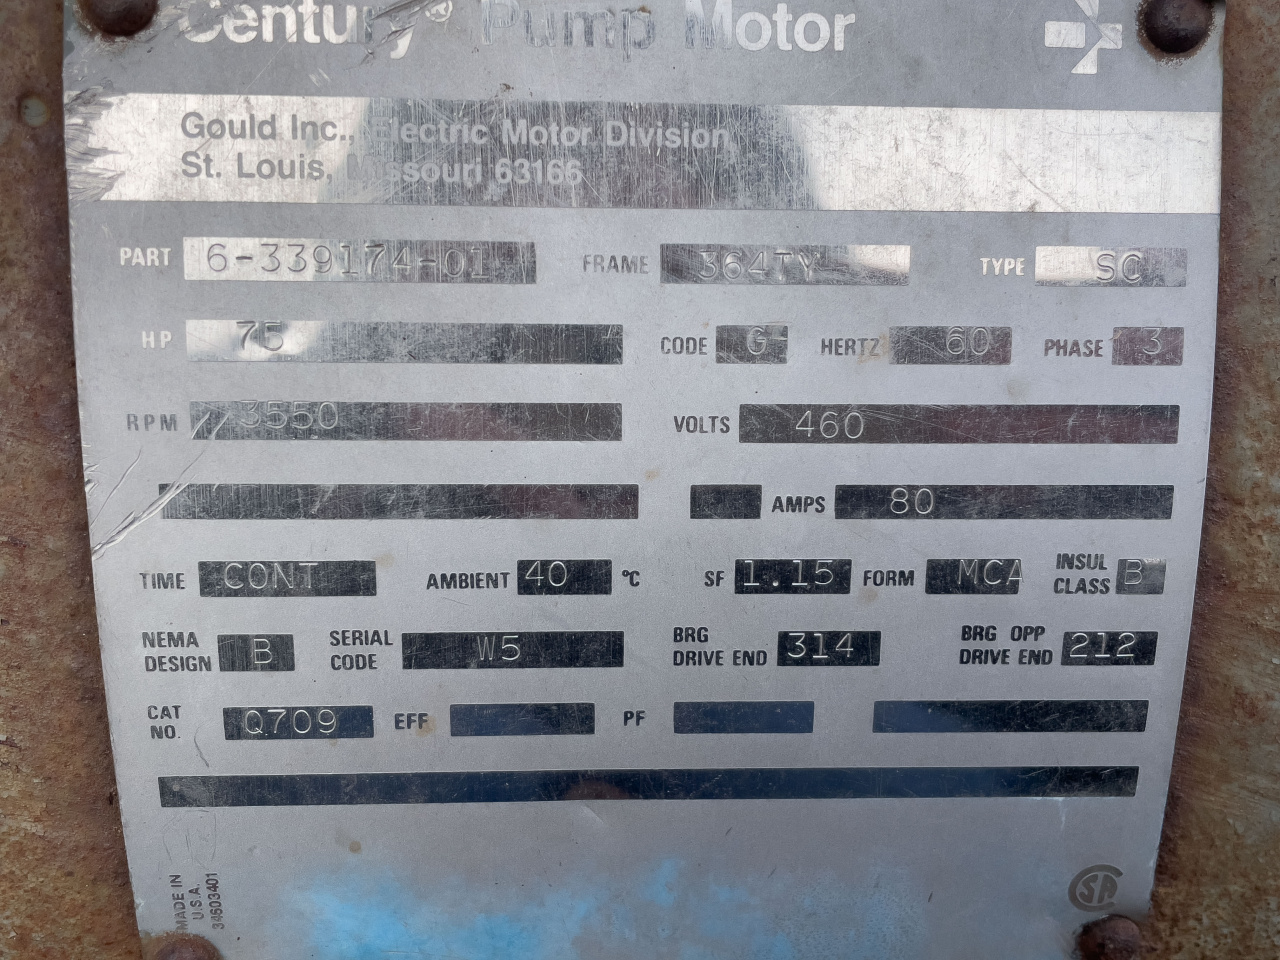 Century® Pump Motor
Gould Inc., Electric Motor Division
St. Louis, Missouri 63166
PART 6-339174-01 FRAME 364TY TYPE SC
HP 75 CODE G HERTZ 60 PHASE 3
RPM 3550 VOLTS 460
AMPS 80
TIME CONT AMBIENT 40 °C SF 1.15 FORM MCA INSUL CLASS B
NEMA DESIGN B SERIAL CODE W5 BRG DRIVE END 314 BRG OPP DRIVE END 212
CAT NO. Q709 EFF PF
MADE IN
U.S.A.
34603401
SA